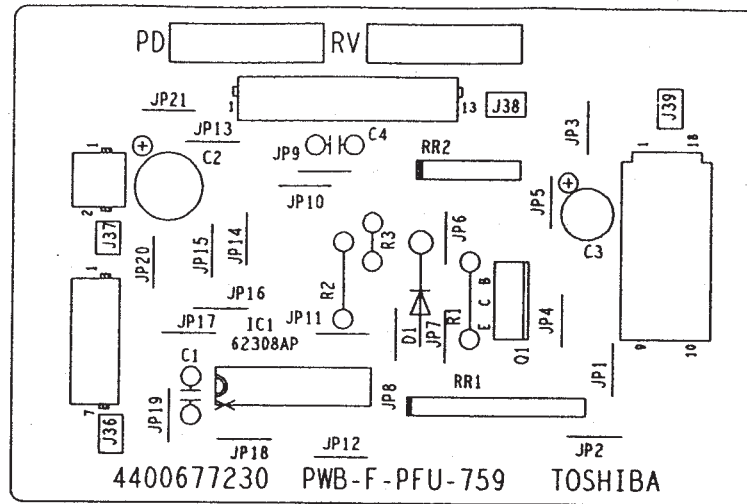 PD RV
JP21 1 13 J38 JP3 J39
JP13 JP9 C4 1 18
1 + C2 RR2
JP10 + JP5
2 J37 R3 JP6 C3
JP20 JP15 JP14 B
1 R2 C
JP16 D1 JP7 R1 E JP4
JP17 IC1 JP11 Q1
62308AP 9 10
C1 JP8 RR1 JP1
7 J36 JP19
JP18 JP12 JP2
4400677230 PWB-F-PFU-759 TOSHIBA